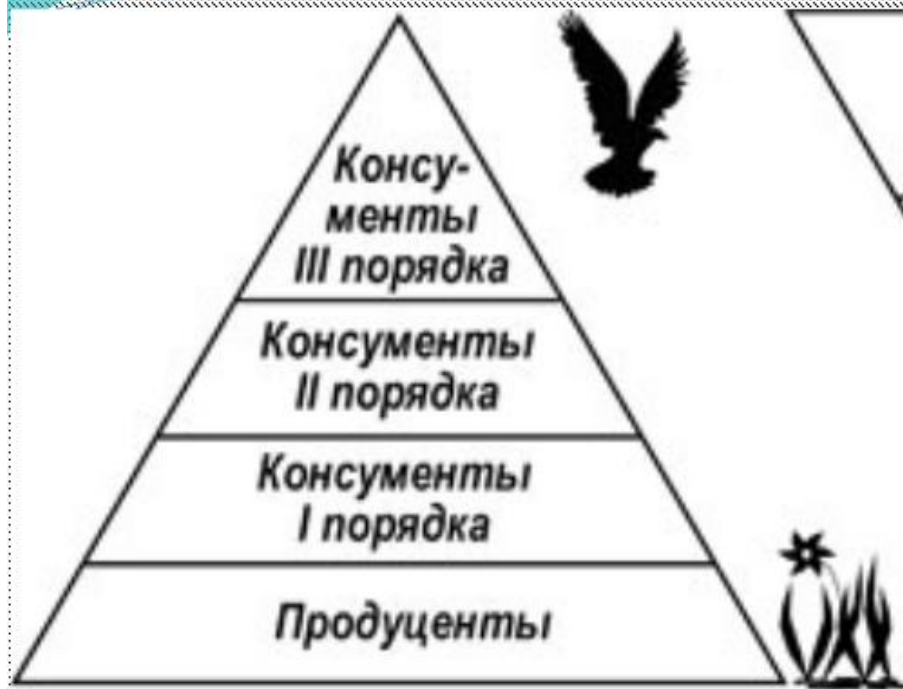 Консу-
менты
III порядка
Консументы
II порядка
Консументы
I порядка
Продуценты